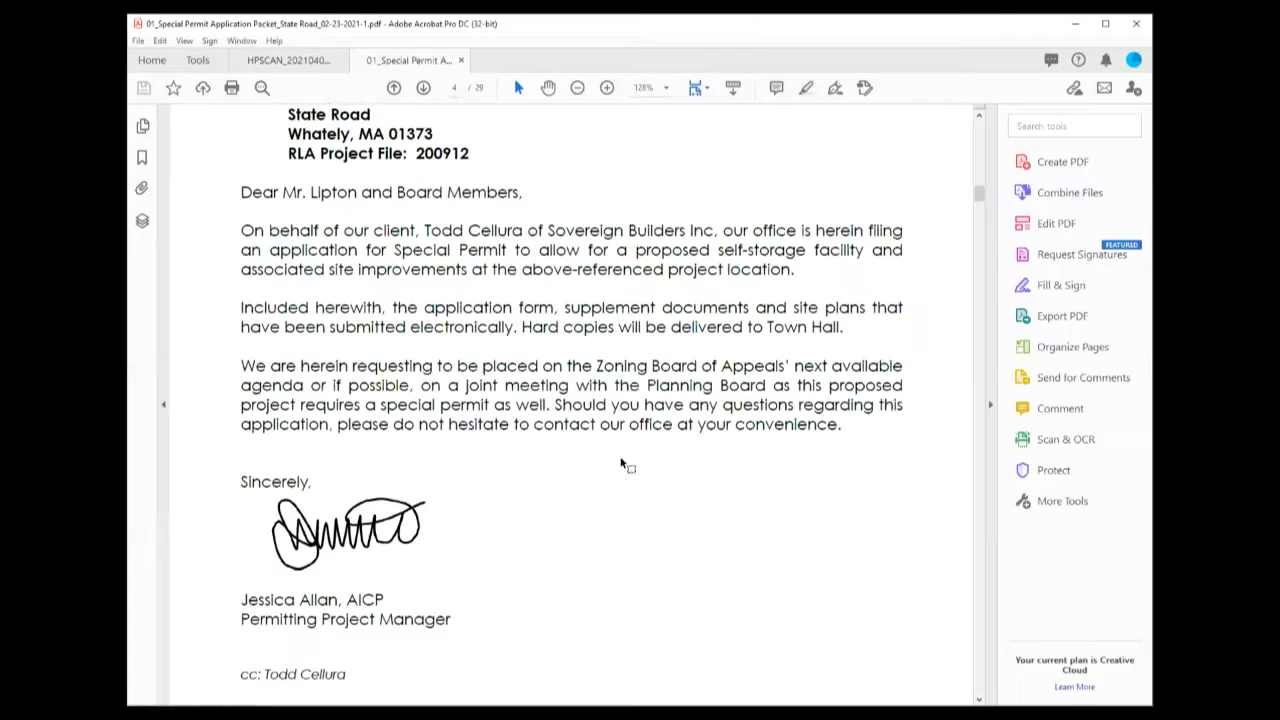 01_Special Permit Application Packet_State Road_02-23-2021-1.pdf - Adobe Acrobat Pro DC (32-bit)
File Edit View Sign Window Help
Home Tools HPSCAN_2021040... 01_Special Permit A... ×
4 / 29 128%
Search tools
State Road
Whately, MA 01373
RLA Project File: 200912
Dear Mr. Lipton and Board Members,
On behalf of our client, Todd Cellura of Sovereign Builders Inc, our office is herein filing
an application for Special Permit to allow for a proposed self-storage facility and
associated site improvements at the above-referenced project location.
Included herewith, the application form, supplement documents and site plans that
have been submitted electronically. Hard copies will be delivered to Town Hall.
We are herein requesting to be placed on the Zoning Board of Appeals' next available
agenda or if possible, on a joint meeting with the Planning Board as this proposed
project requires a special permit as well. Should you have any questions regarding this
application, please do not hesitate to contact our office at your convenience.
Sincerely,
Jessica Allan, AICP
Permitting Project Manager
cc: Todd Cellura
Create PDF
Combine Files
Edit PDF
FEATURED
Request Signatures
Fill & Sign
Export PDF
Organize Pages
Send for Comments
Comment
Scan & OCR
Protect
More Tools
Your current plan is Creative
Cloud
Learn More